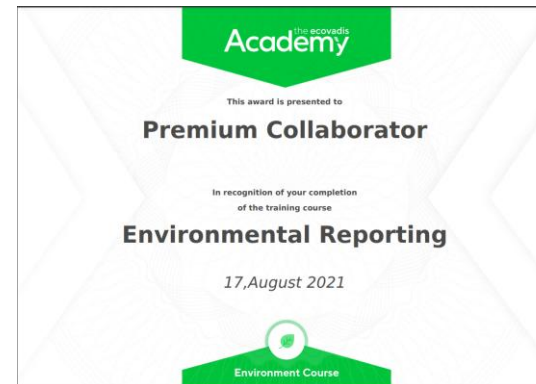 the ecovadis
Academy
This award is presented to
Premium Collaborator
In recognition of your completion
of the training course
Environmental Reporting
17,August 2021
Environment Course